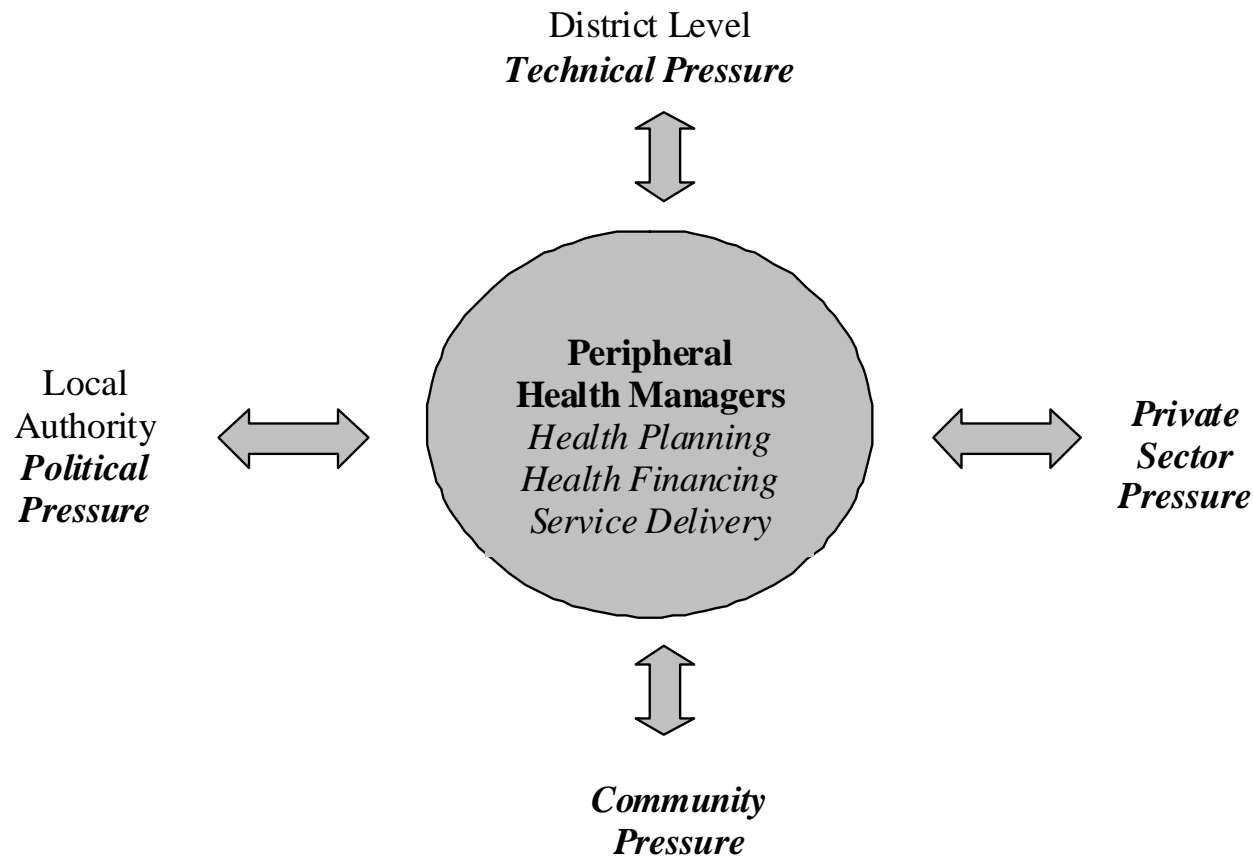 District Level
Technical Pressure
Peripheral
Health Managers
Health Planning
Health Financing
Service Delivery
Local
Authority
Political
Pressure
Private
Sector
Pressure
Community
Pressure